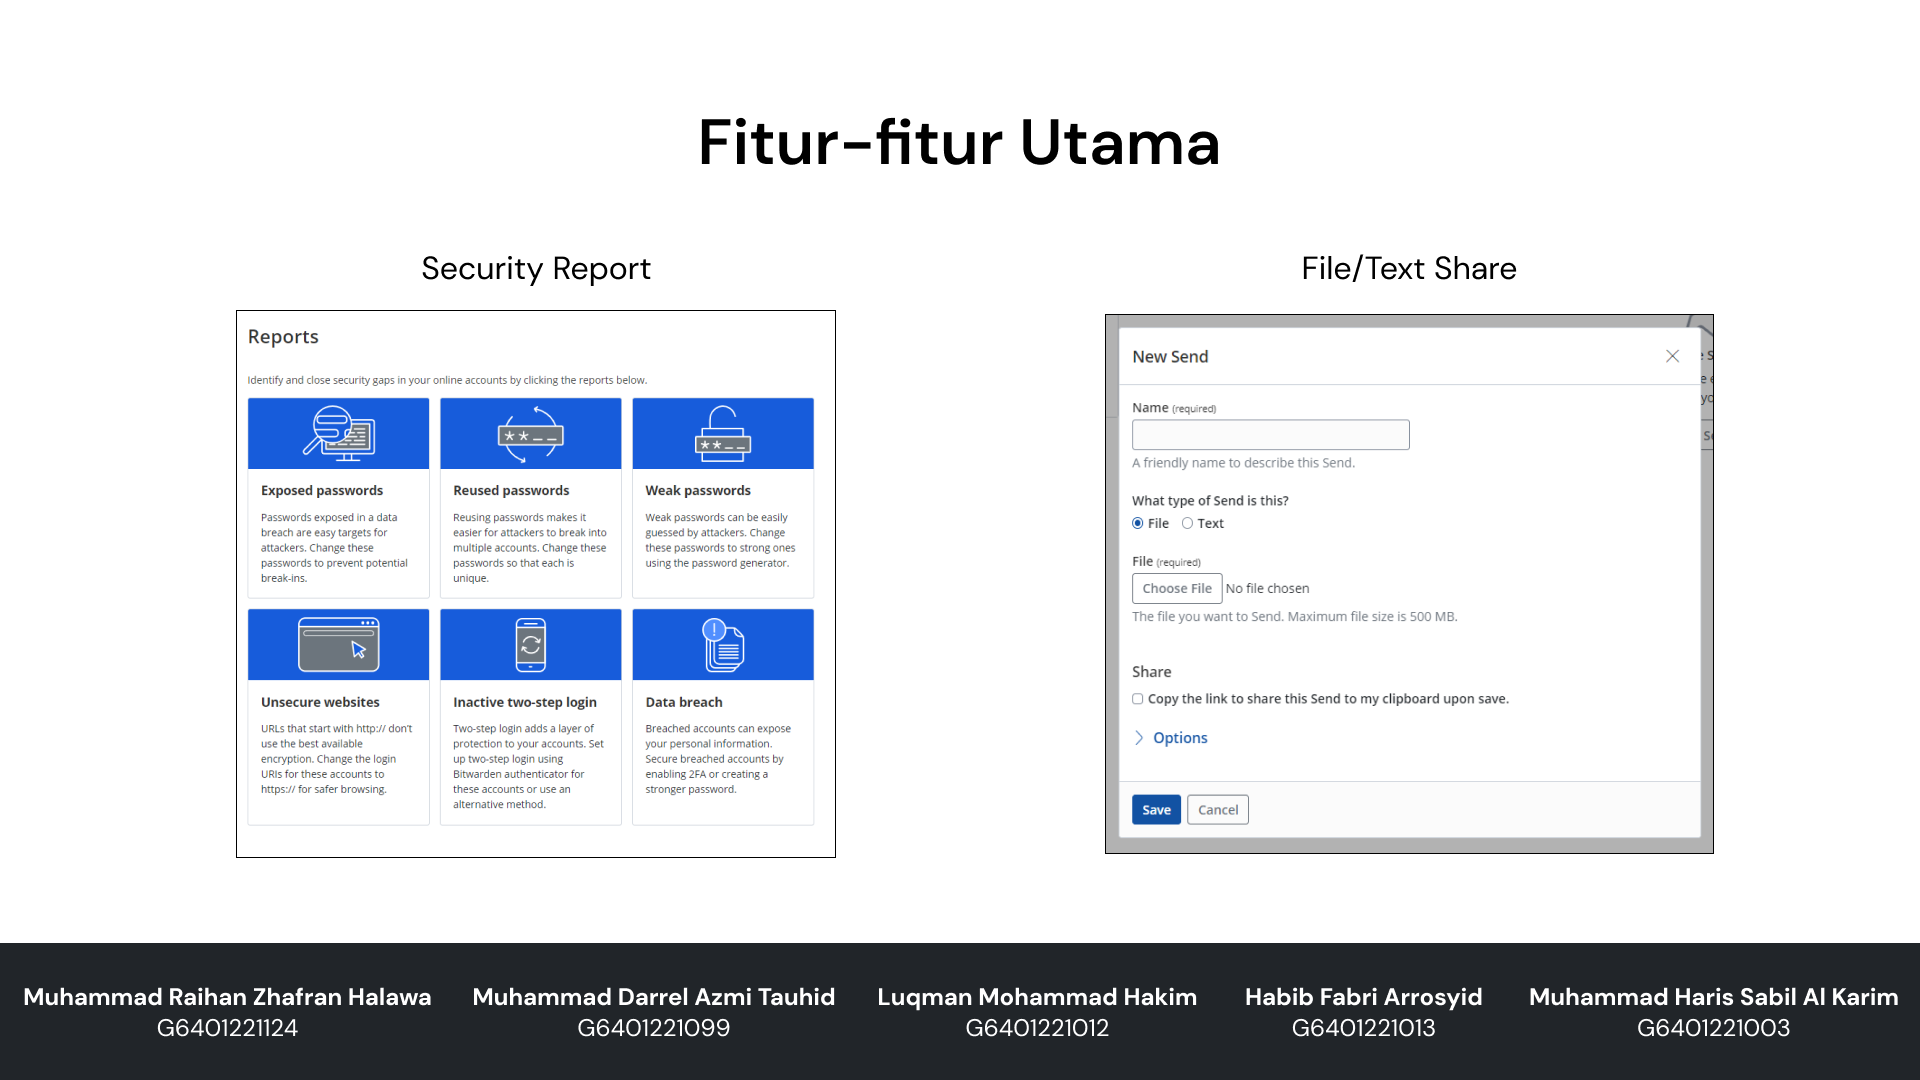 Fitur-fitur Utama
Security Report
Reports
Identify and close security gaps in your online accounts by clicking the reports below.
**__
**__
Exposed passwords
Passwords exposed in a data
breach are easy targets for
attackers. Change these
passwords to prevent potential
break-ins.
Reused passwords
Reusing passwords makes it
easier for attackers to break into
multiple accounts. Change these
passwords so that each is
unique.
Weak passwords
Weak passwords can be easily
guessed by attackers. Change
these passwords to strong ones
using the password generator.
!
Unsecure websites
URLs that start with http:// don't
use the best available
encryption. Change the login
URIs for these accounts to
https:// for safer browsing.
Inactive two-step login
Two-step login adds a layer of
protection to your accounts. Set
up two-step login using
Bitwarden authenticator for
these accounts or use an
alternative method.
Data breach
Breached accounts can expose
your personal information.
Secure breached accounts by
enabling 2FA or creating a
stronger password.
File/Text Share
New Send
Name (required)
A friendly name to describe this Send.
What type of Send is this?
File Text
File (required)
Choose File No file chosen
The file you want to Send. Maximum file size is 500 MB.
Share
Copy the link to share this Send to my clipboard upon save.
Options
Save Cancel
Muhammad Raihan Zhafran Halawa
G6401221124
Muhammad Darrel Azmi Tauhid
G6401221099
Luqman Mohammad Hakim
G6401221012
Habib Fabri Arrosyid
G6401221013
Muhammad Haris Sabil Al Karim
G6401221003